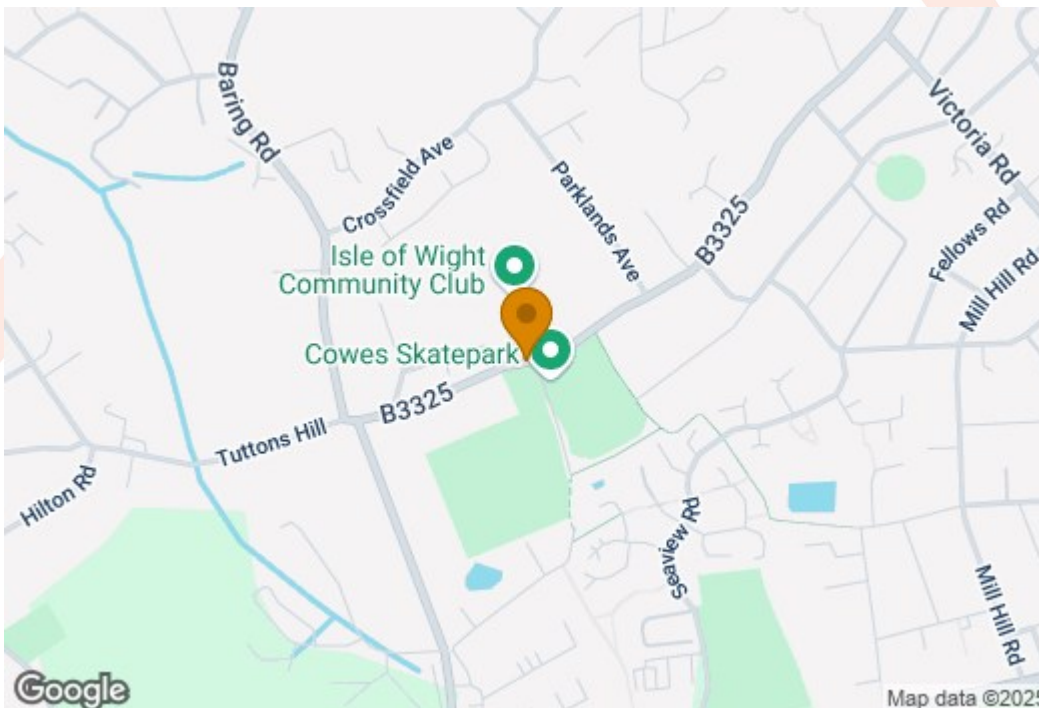 Baring Rd
Crossfield Ave
Parklands Ave
Victoria Rd
Fellows Rd
Mill Hill Rd
B3325
Isle of Wight
Community Club
Cowes Skatepark
B3325
Tuttons Hill
Hilton Rd
Seaview Rd
Mill Hill Rd
Google
Map data ©2025